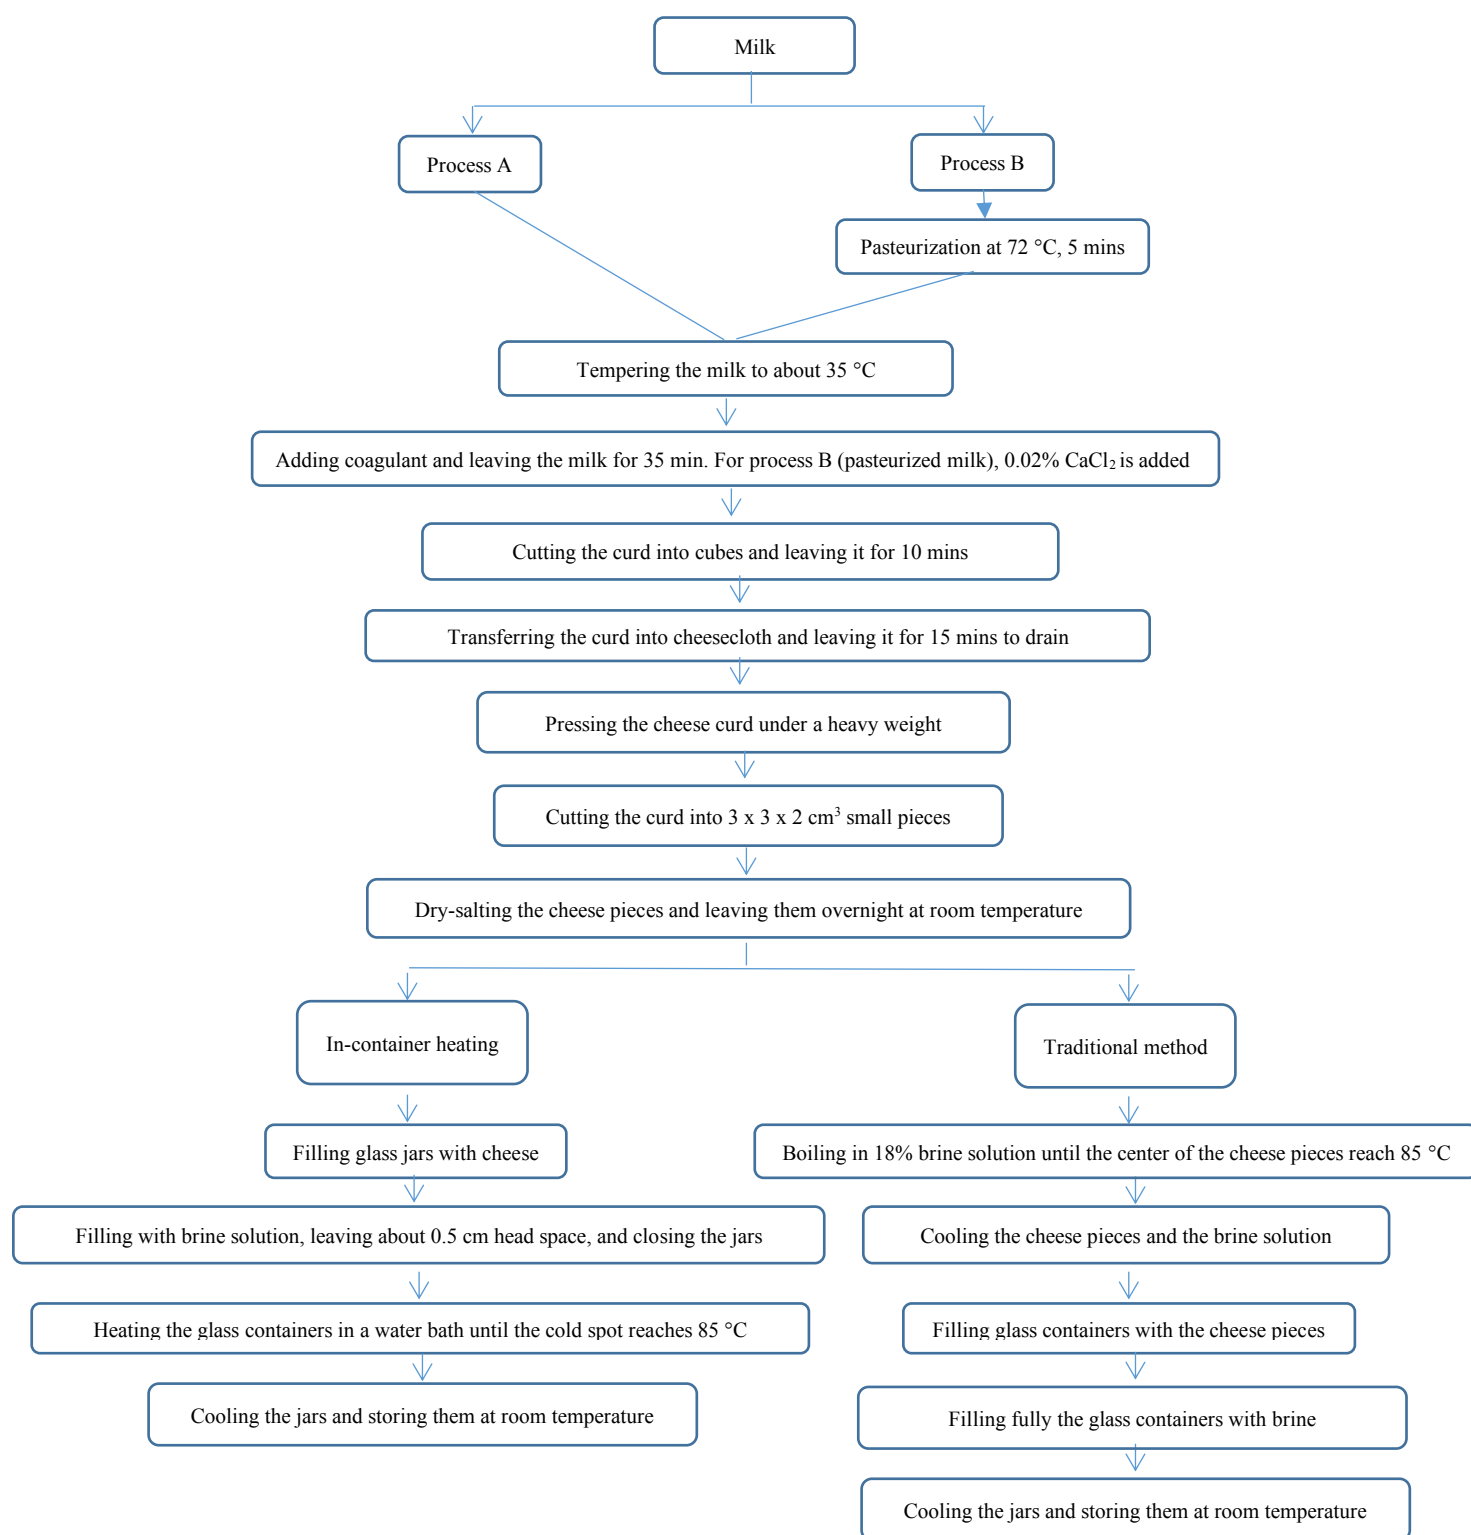 Milk
Process A
Process B
Pasteurization at 72 °C, 5 mins
Tempering the milk to about 35 °C
Adding coagulant and leaving the milk for 35 min. For process B (pasteurized milk), 0.02% CaCl₂ is added
Cutting the curd into cubes and leaving it for 10 mins
Transferring the curd into cheesecloth and leaving it for 15 mins to drain
Pressing the cheese curd under a heavy weight
Cutting the curd into 3 x 3 x 2 cm³ small pieces
Dry-salting the cheese pieces and leaving them overnight at room temperature
In-container heating
Traditional method
Filling glass jars with cheese
Boiling in 18% brine solution until the center of the cheese pieces reach 85 °C
Filling with brine solution, leaving about 0.5 cm head space, and closing the jars
Cooling the cheese pieces and the brine solution
Heating the glass containers in a water bath until the cold spot reaches 85 °C
Filling glass containers with the cheese pieces
Cooling the jars and storing them at room temperature
Filling fully the glass containers with brine
Cooling the jars and storing them at room temperature